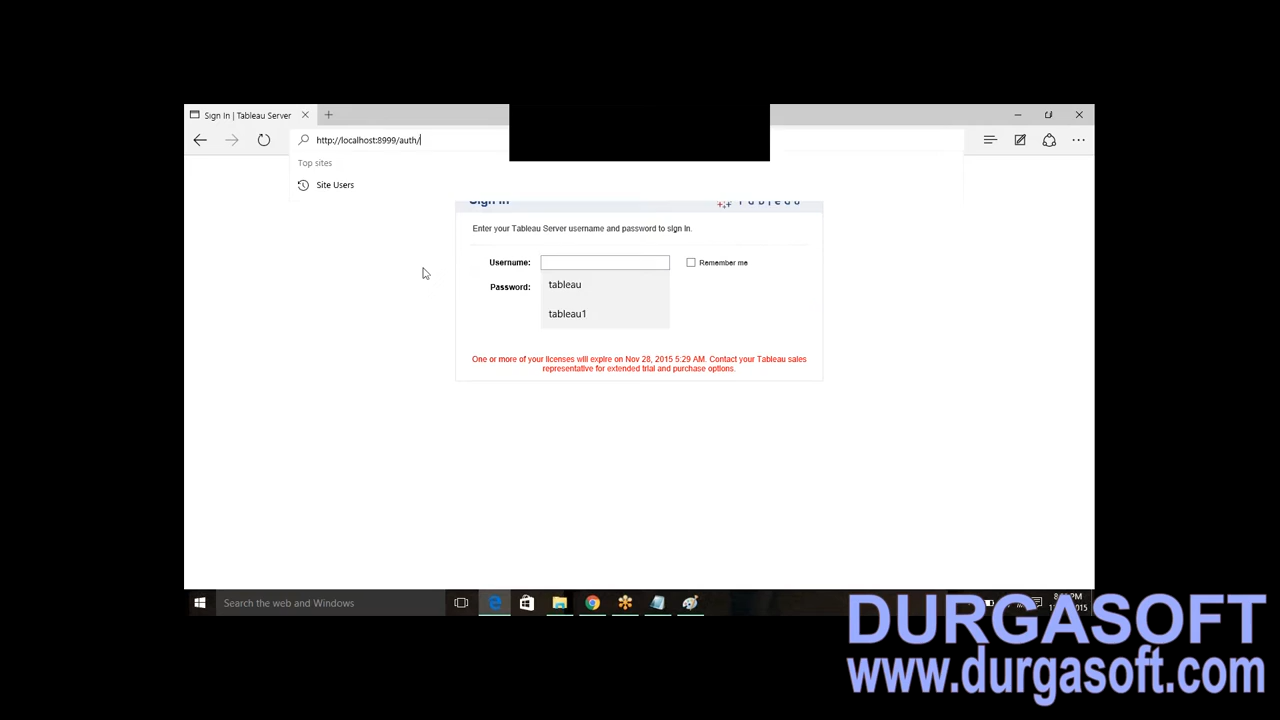 Sign In | Tableau Server
http://localhost:8999/auth/
Top sites
Site Users
Sign In
tableau
Enter your Tableau Server username and password to sign in.
Username:
Remember me
tableau
Password:
tableau1
One or more of your licenses will expire on Nov 28, 2015 5:29 AM. Contact your Tableau sales
representative for extended trial and purchase options.
Search the web and Windows
DURGASOFT
www.durgasoft.com